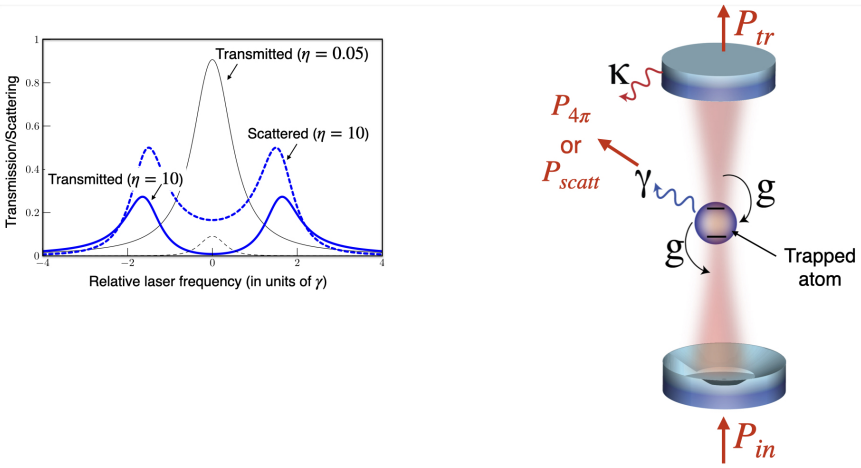 1
0.8
0.6
0.4
0.2
0
−4
−2
0
2
4
Transmission/Scattering
Relative laser frequency (in units of γ)
Transmitted (η = 0.05)
Scattered (η = 10)
Transmitted (η = 10)
P_tr
κ
P_4π
or
P_scatt
γ
g
g
Trapped
atom
P_in